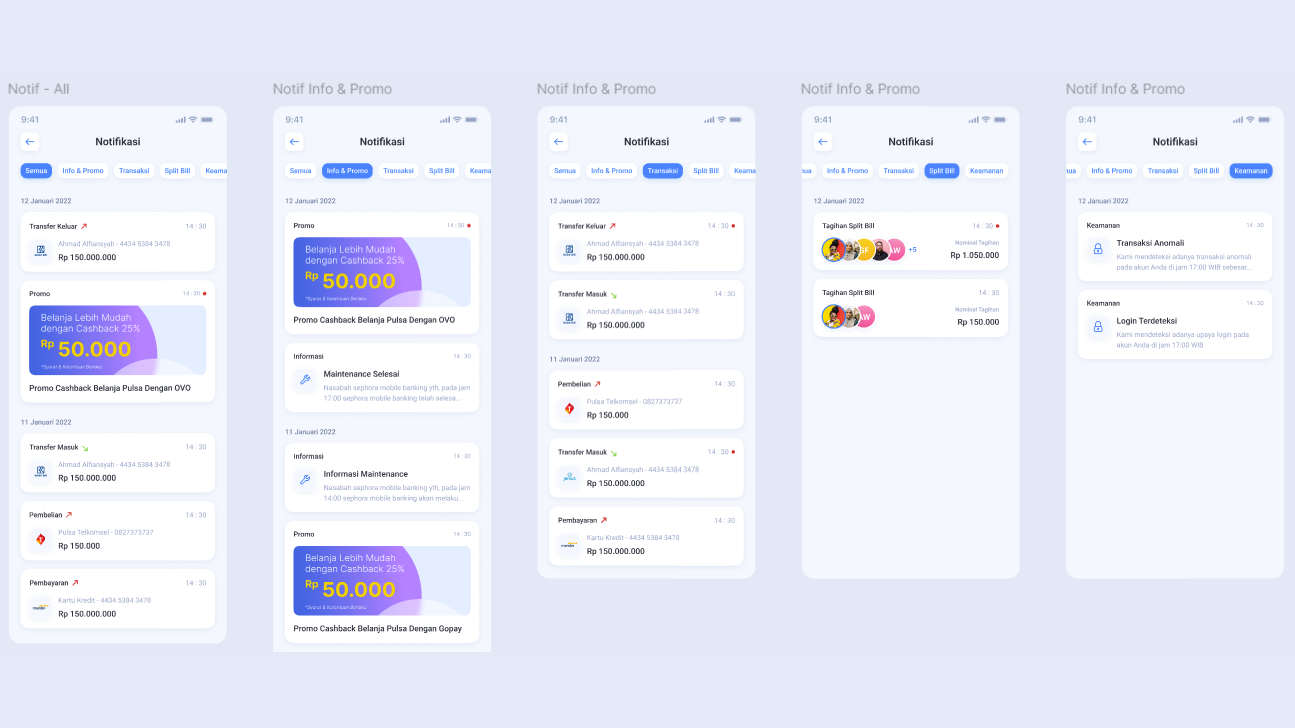 Notif - All
9:41
Notifikasi
Semua
Info & Promo
Transaksi
Split Bill
Keama
12 Januari 2022
Transfer Keluar
14 : 30
Ahmad Alfiansyah - 4434 5384 3478
Rp 150.000.000
Promo
14 : 30
Belanja Lebih Mudah
dengan Cashback 25%
Rp 50.000
*Syarat & Ketentuan Berlaku
Promo Cashback Belanja Pulsa Dengan OVO
11 Januari 2022
Transfer Masuk
14 : 30
Ahmad Alfiansyah - 4434 5384 3478
Rp 150.000.000
Pembelian
14 : 30
Pulsa Telkomsel - 0827373737
Rp 150.000
Pembayaran
14 : 30
mandiri
Kartu Kredit - 4434 5384 3478
Rp 150.000.000
Notif Info & Promo
9:41
Notifikasi
Semua
Info & Promo
Transaksi
Split Bill
Keama
12 Januari 2022
Promo
14 : 30
Belanja Lebih Mudah
dengan Cashback 25%
Rp 50.000
*Syarat & Ketentuan Berlaku
Promo Cashback Belanja Pulsa Dengan OVO
Informasi
14 : 30
Maintenance Selesai
Nasabah sephora mobile banking yth, pada jam
17:00 sephora mobile banking telah selesa...
11 Januari 2022
Informasi
14 : 30
Informasi Maintenance
Nasabah sephora mobile banking yth, pada jam
14:00 sephora mobile banking akan melaku...
Promo
14 : 30
Belanja Lebih Mudah
dengan Cashback 25%
Rp 50.000
*Syarat & Ketentuan Berlaku
Promo Cashback Belanja Pulsa Dengan Gopay
Notif Info & Promo
9:41
Notifikasi
Semua
Info & Promo
Transaksi
Split Bill
Keama
12 Januari 2022
Transfer Keluar
14 : 30
Ahmad Alfiansyah - 4434 5384 3478
Rp 150.000.000
Transfer Masuk
14 : 30
Ahmad Alfiansyah - 4434 5384 3478
Rp 150.000.000
11 Januari 2022
Pembelian
14 : 30
Pulsa Telkomsel - 0827373737
Rp 150.000
Transfer Masuk
14 : 30
jenius
Ahmad Alfiansyah - 4434 5384 3478
Rp 150.000.000
Pembayaran
14 : 30
mandiri
Kartu Kredit - 4434 5384 3478
Rp 150.000.000
Notif Info & Promo
9:41
Notifikasi
ua
Info & Promo
Transaksi
Split Bill
Keamanan
12 Januari 2022
Tagihan Split Bill
14 : 30
AW
+5
Nominal Tagihan
Rp 1.050.000
Tagihan Split Bill
14 : 30
AW
Nominal Tagihan
Rp 150.000
Notif Info & Promo
9:41
Notifikasi
ua
Info & Promo
Transaksi
Split Bill
Keamanan
12 Januari 2022
Keamanan
14 : 30
Transaksi Anomali
Kami mendeteksi adanya transaksi anomali
pada akun Anda di jam 17:00 WIB sebesar...
Keamanan
14 : 30
Login Terdeteksi
Kami mendeteksi adanya upaya login pada
akun Anda di jam 17:00 WIB